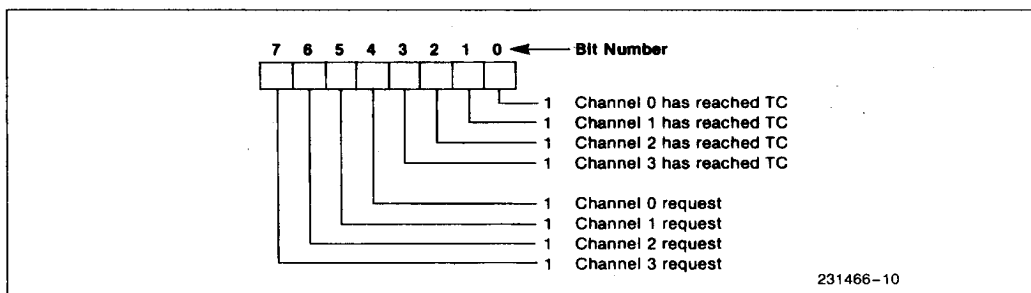 7 6 5 4 3 2 1 0 Bit Number
1 Channel 0 has reached TC
1 Channel 1 has reached TC
1 Channel 2 has reached TC
1 Channel 3 has reached TC
1 Channel 0 request
1 Channel 1 request
1 Channel 2 request
1 Channel 3 request
231466-10